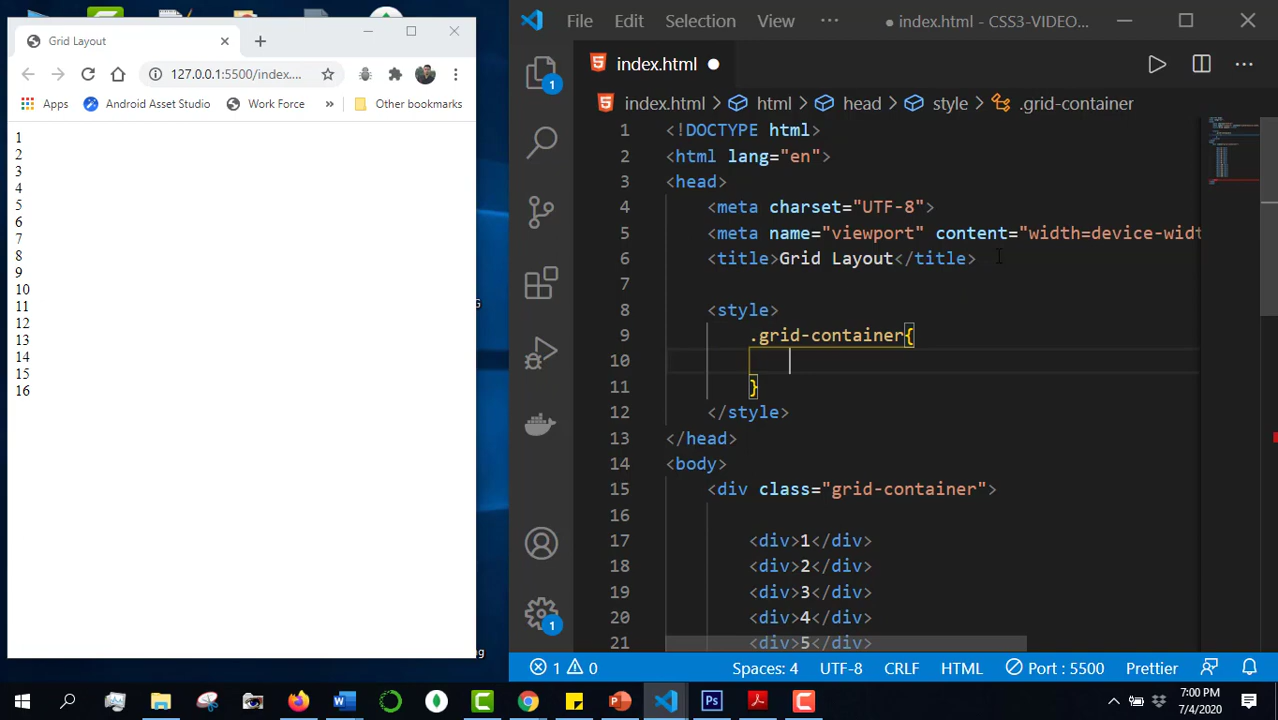 Grid Layout
127.0.0.1:5500/index....
Apps
Android Asset Studio
Work Force
»
Other bookmarks
1
2
3
4
5
6
7
8
9
10
11
12
13
14
15
16
File Edit Selection View ···
● index.html - CSS3-VIDEO...
index.html
index.html > html > head > style > .grid-container
1 <!DOCTYPE html>
2 <html lang="en">
3 <head>
4 <meta charset="UTF-8">
5 <meta name="viewport" content="width=device-widt
6 <title>Grid Layout</title>
7
8 <style>
9 .grid-container{
10
11 }
12 </style>
13 </head>
14 <body>
15 <div class="grid-container">
16
17 <div>1</div>
18 <div>2</div>
19 <div>3</div>
20 <div>4</div>
21 <div>5</div>
1
1
G
ng
1 0 Spaces: 4 UTF-8 CRLF HTML Port : 5500 Prettier
7:00 PM
7/4/2020